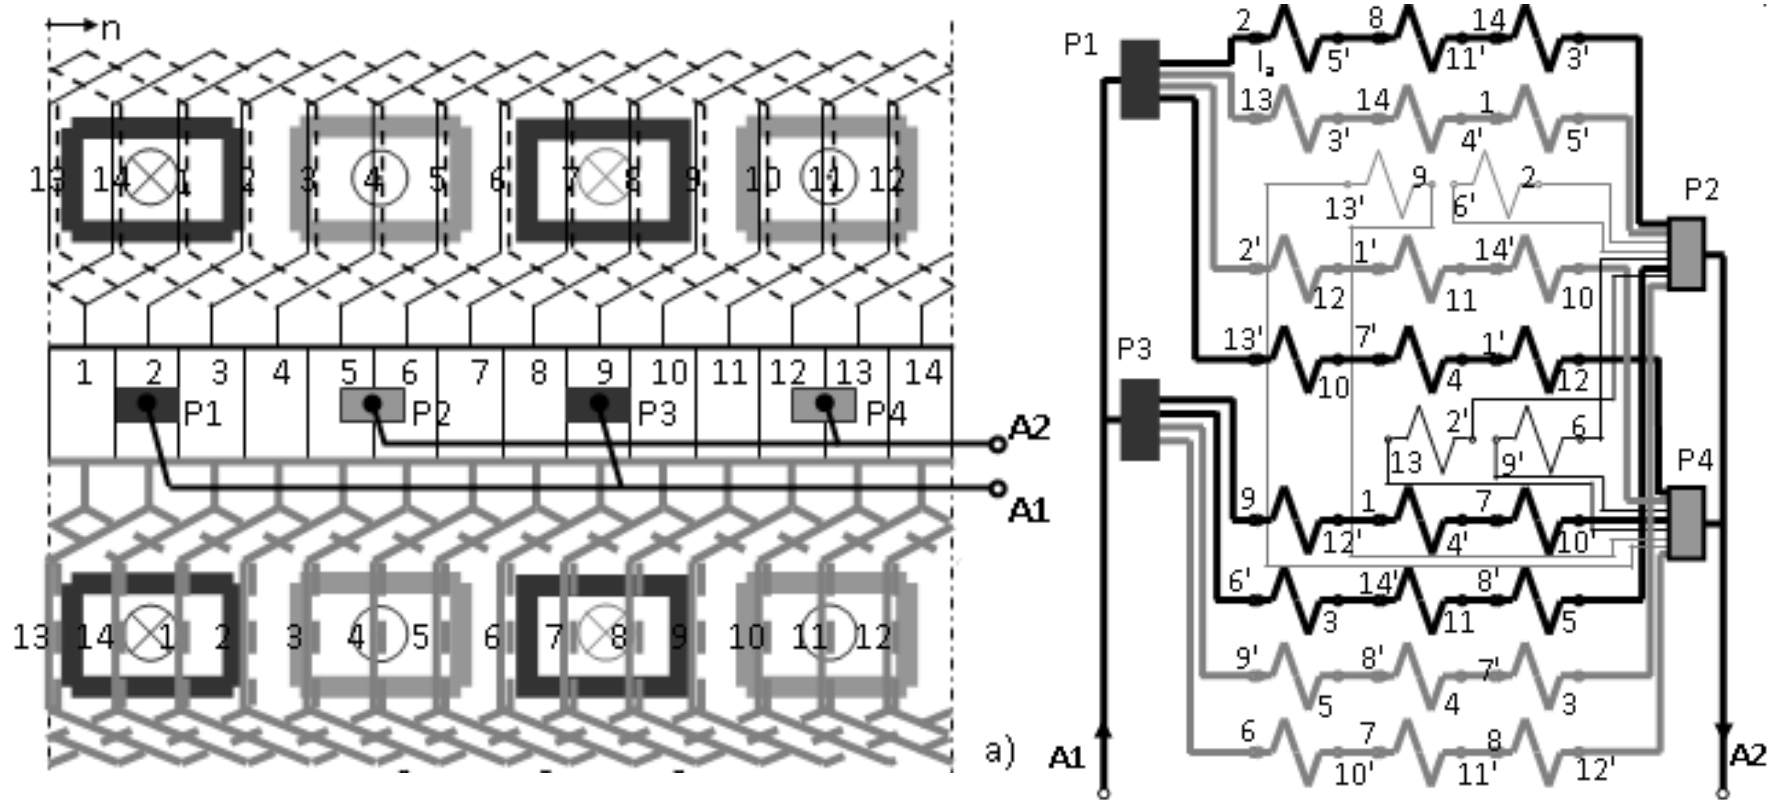 n
13 14 1 2 3 4 5 6 7 8 9 10 11 12
1 2 3 4 5 6 7 8 9 10 11 12 13 14
P1 P2 P3 P4
A2
A1
13 14 1 2 3 4 5 6 7 8 9 10 11 12
a)
P1
P3
P2
P4
2 8 14
Ia 5' 11' 3'
13 14 1
3' 4' 5'
9 2
13' 6'
2' 1' 14'
12 11 10
13' 7' 1'
10 4 12
2' 6
13 9'
9 1 7
12' 4' 10'
6' 14' 8'
3 11 5
9' 8' 7'
5 4 3
6 7 8
10' 11' 12'
A1
A2